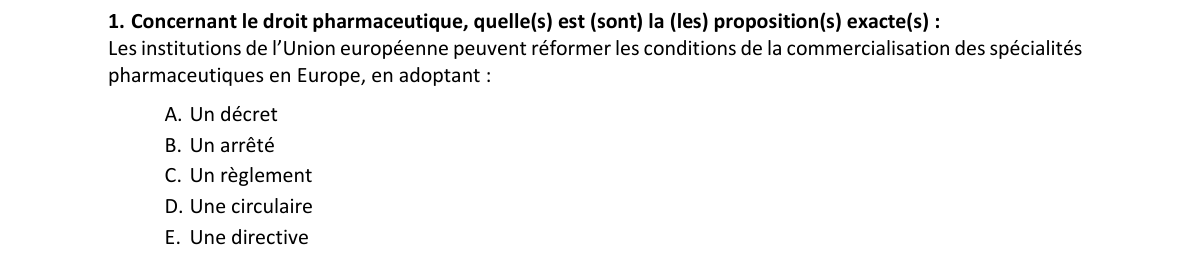 1. Concernant le droit pharmaceutique, quelle(s) est (sont) la (les) proposition(s) exacte(s) :
Les institutions de l’Union européenne peuvent réformer les conditions de la commercialisation des spécialités
pharmaceutiques en Europe, en adoptant :
A. Un décret
B. Un arrêté
C. Un règlement
D. Une circulaire
E. Une directive